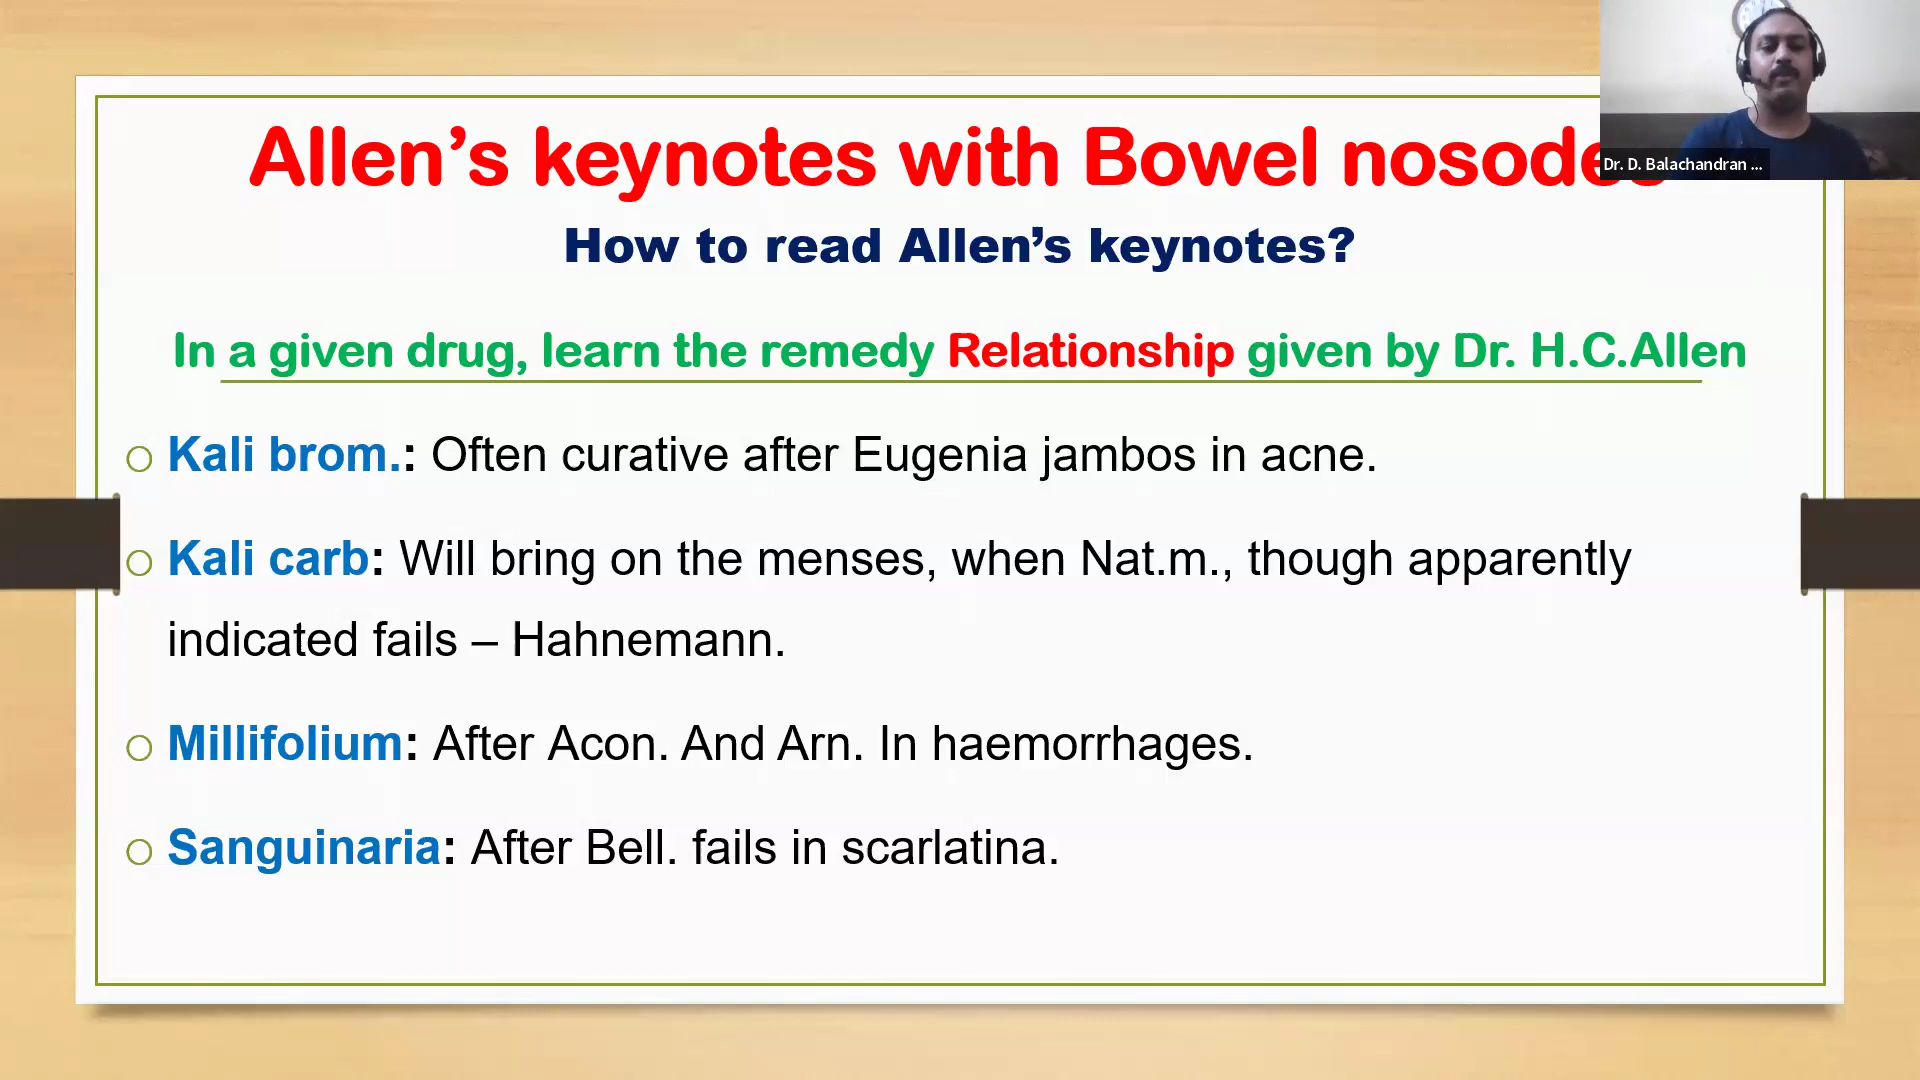 Allen’s keynotes with Bowel
How to read Allen’s keynotes?
In a given drug, learn the remedy Relationship given by Dr. H.C.Allen
Kali brom.: Often curative after Eugenia jambos in acne.
Kali carb: Will bring on the menses, when Nat.m., though apparently
indicated fails – Hahnemann.
Millifolium: After Acon. And Arn. In haemorrhages.
Sanguinaria: After Bell. fails in scarlatina.
Dr. D. Balachandran ...